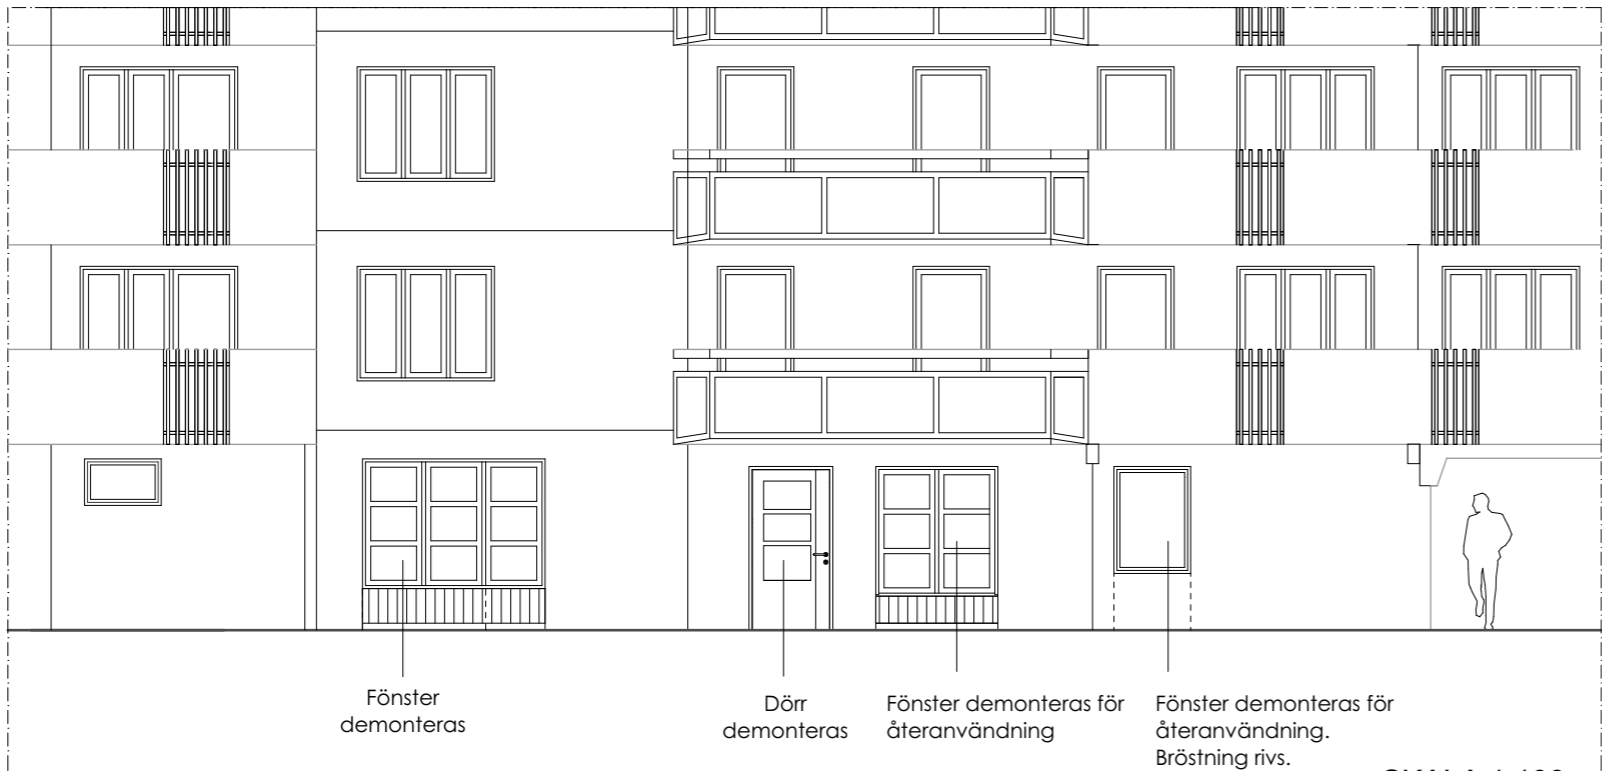 Fönster
demonteras
Dörr
demonteras
Fönster demonteras för
återanvändning
Fönster demonteras för
återanvändning.
Bröstning rivs.